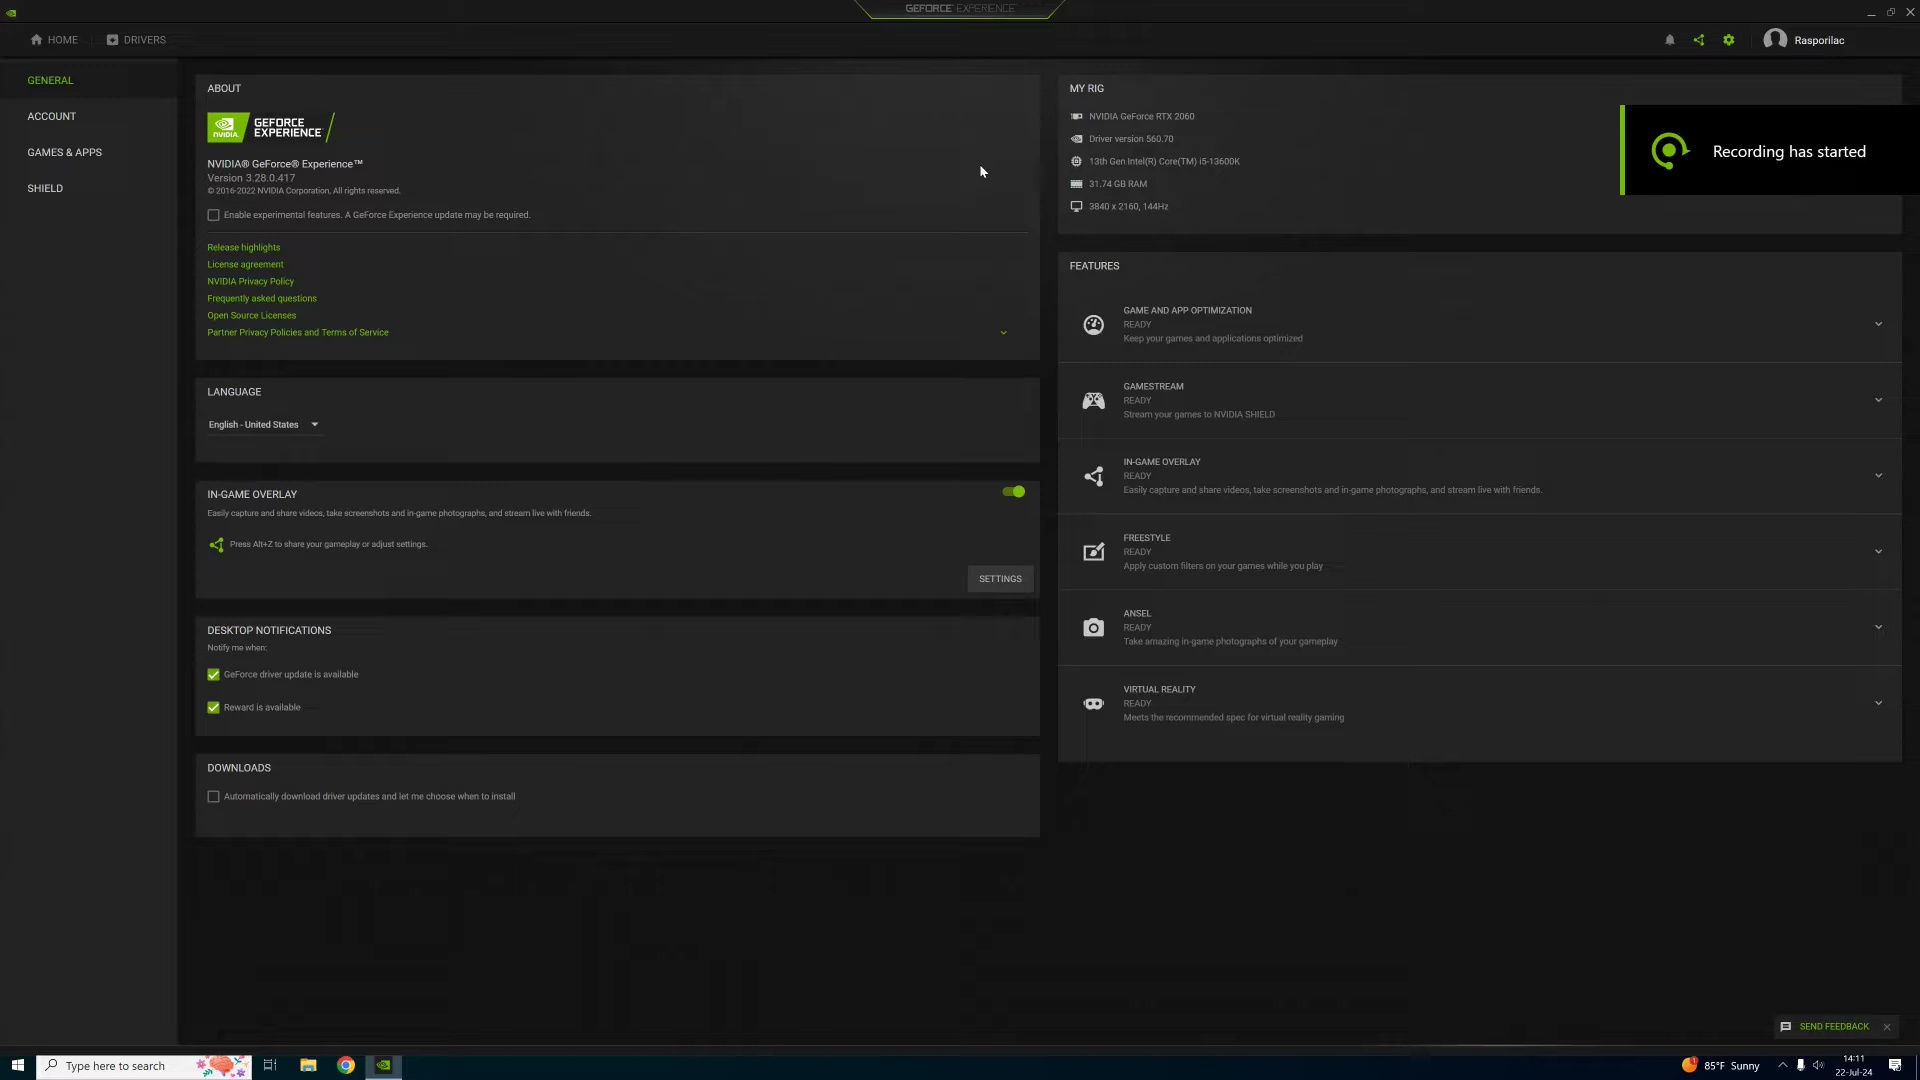 GEFORCE EXPERIENCE
HOME
DRIVERS
Rasporilac
GENERAL
ACCOUNT
GAMES & APPS
SHIELD
ABOUT
NVIDIA.
GEFORCE
EXPERIENCE
NVIDIA® GeForce® Experience™
Version 3.28.0.417
© 2016-2022 NVIDIA Corporation, All rights reserved.
Enable experimental features. A GeForce Experience update may be required.
Release highlights
License agreement
NVIDIA Privacy Policy
Frequently asked questions
Open Source Licenses
Partner Privacy Policies and Terms of Service
LANGUAGE
English - United States
IN-GAME OVERLAY
Easily capture and share videos, take screenshots and in-game photographs, and stream live with friends.
Press Alt+Z to share your gameplay or adjust settings.
SETTINGS
DESKTOP NOTIFICATIONS
Notify me when:
GeForce driver update is available
Reward is available
DOWNLOADS
Automatically download driver updates and let me choose when to install
MY RIG
NVIDIA GeForce RTX 2060
Driver version 560.70
13th Gen Intel(R) Core(TM) i5-13600K
31.74 GB RAM
3840 x 2160, 144Hz
Recording has started
FEATURES
GAME AND APP OPTIMIZATION
READY
Keep your games and applications optimized
GAMESTREAM
READY
Stream your games to NVIDIA SHIELD
IN-GAME OVERLAY
READY
Easily capture and share videos, take screenshots and in-game photographs, and stream live with friends.
FREESTYLE
READY
Apply custom filters on your games while you play
ANSEL
READY
Take amazing in-game photographs of your gameplay
VIRTUAL REALITY
READY
Meets the recommended spec for virtual reality gaming
SEND FEEDBACK
Type here to search
85°F Sunny
14:11
22-Jul-24